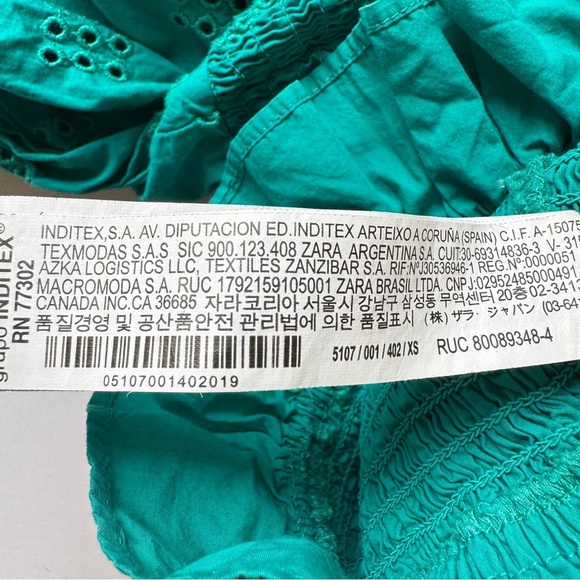 grupo INDITEX®
RN 77302
INDITEX,S.A. AV. DIPUTACION ED.INDITEX ARTEIXO A CORUÑA (SPAIN) C.I.F. A-15075
TEXMODAS S.A.S SIC 900.123.408 ZARA ARGENTINA S.A. CUIT:30-69314836-3 V-311
AZKA LOGISTICS LLC, TEXTILES ZANZIBAR S.A. RIF:Nº J30536946-1 REG.Nº:0000051
MACROMODA S.A. RUC 1792159105001 ZARA BRASIL LTDA, CNPJ:02952485000491
CANADA INC.CA 36685 자라코리아 서울시 강남구 삼성동 무역센터 20층 02-3413
품질경영 및 공산품안전 관리법에 의한 품질표시 (株) ザラ・ジャパン (03-64
5107 / 001 / 402 / XS RUC 80089348-4
05107001402019